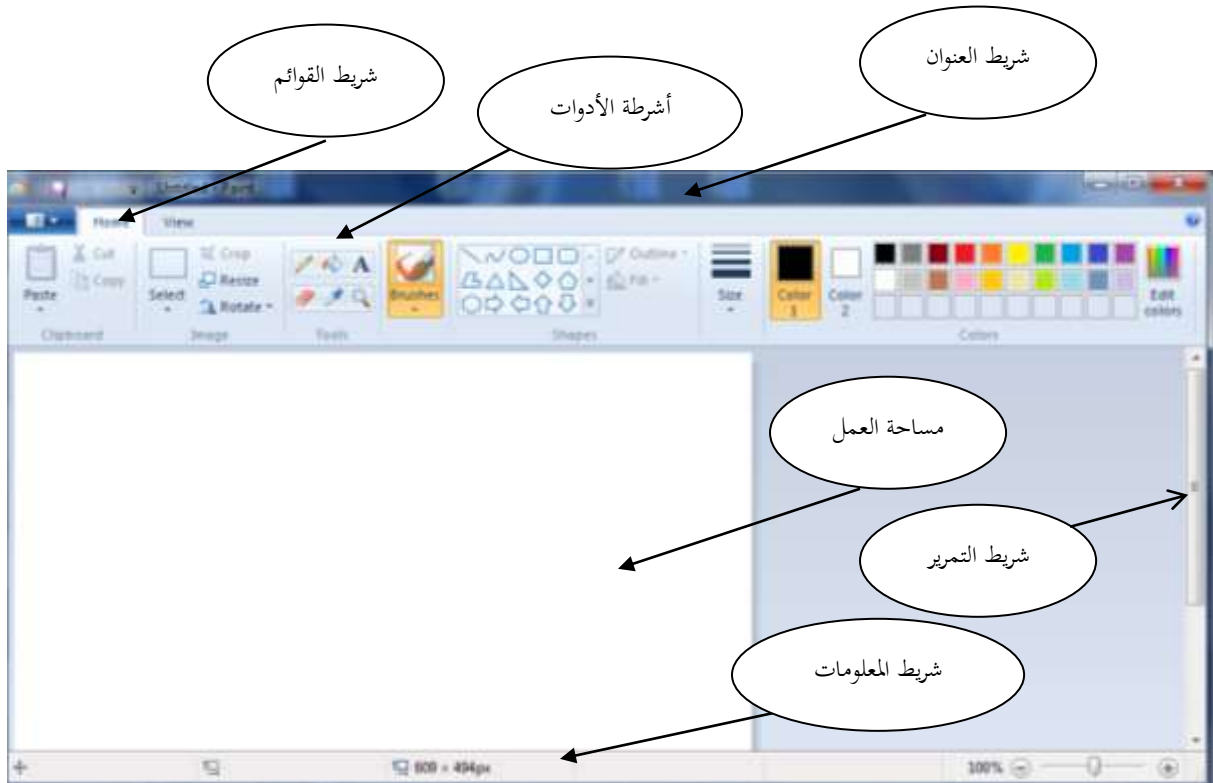 شريط العنوان
شريط القوائم
أشرطة الأدوات
Home View
Cut
Copy
Paste
Clipboard
Crop
Resize
Rotate
Select
Image
A
Tools
Brushes
Outline
Fill
Shapes
Size
Color 1
Color 2
Edit colors
Colors
مساحة العمل
شريط التمرير
شريط المعلومات
100%